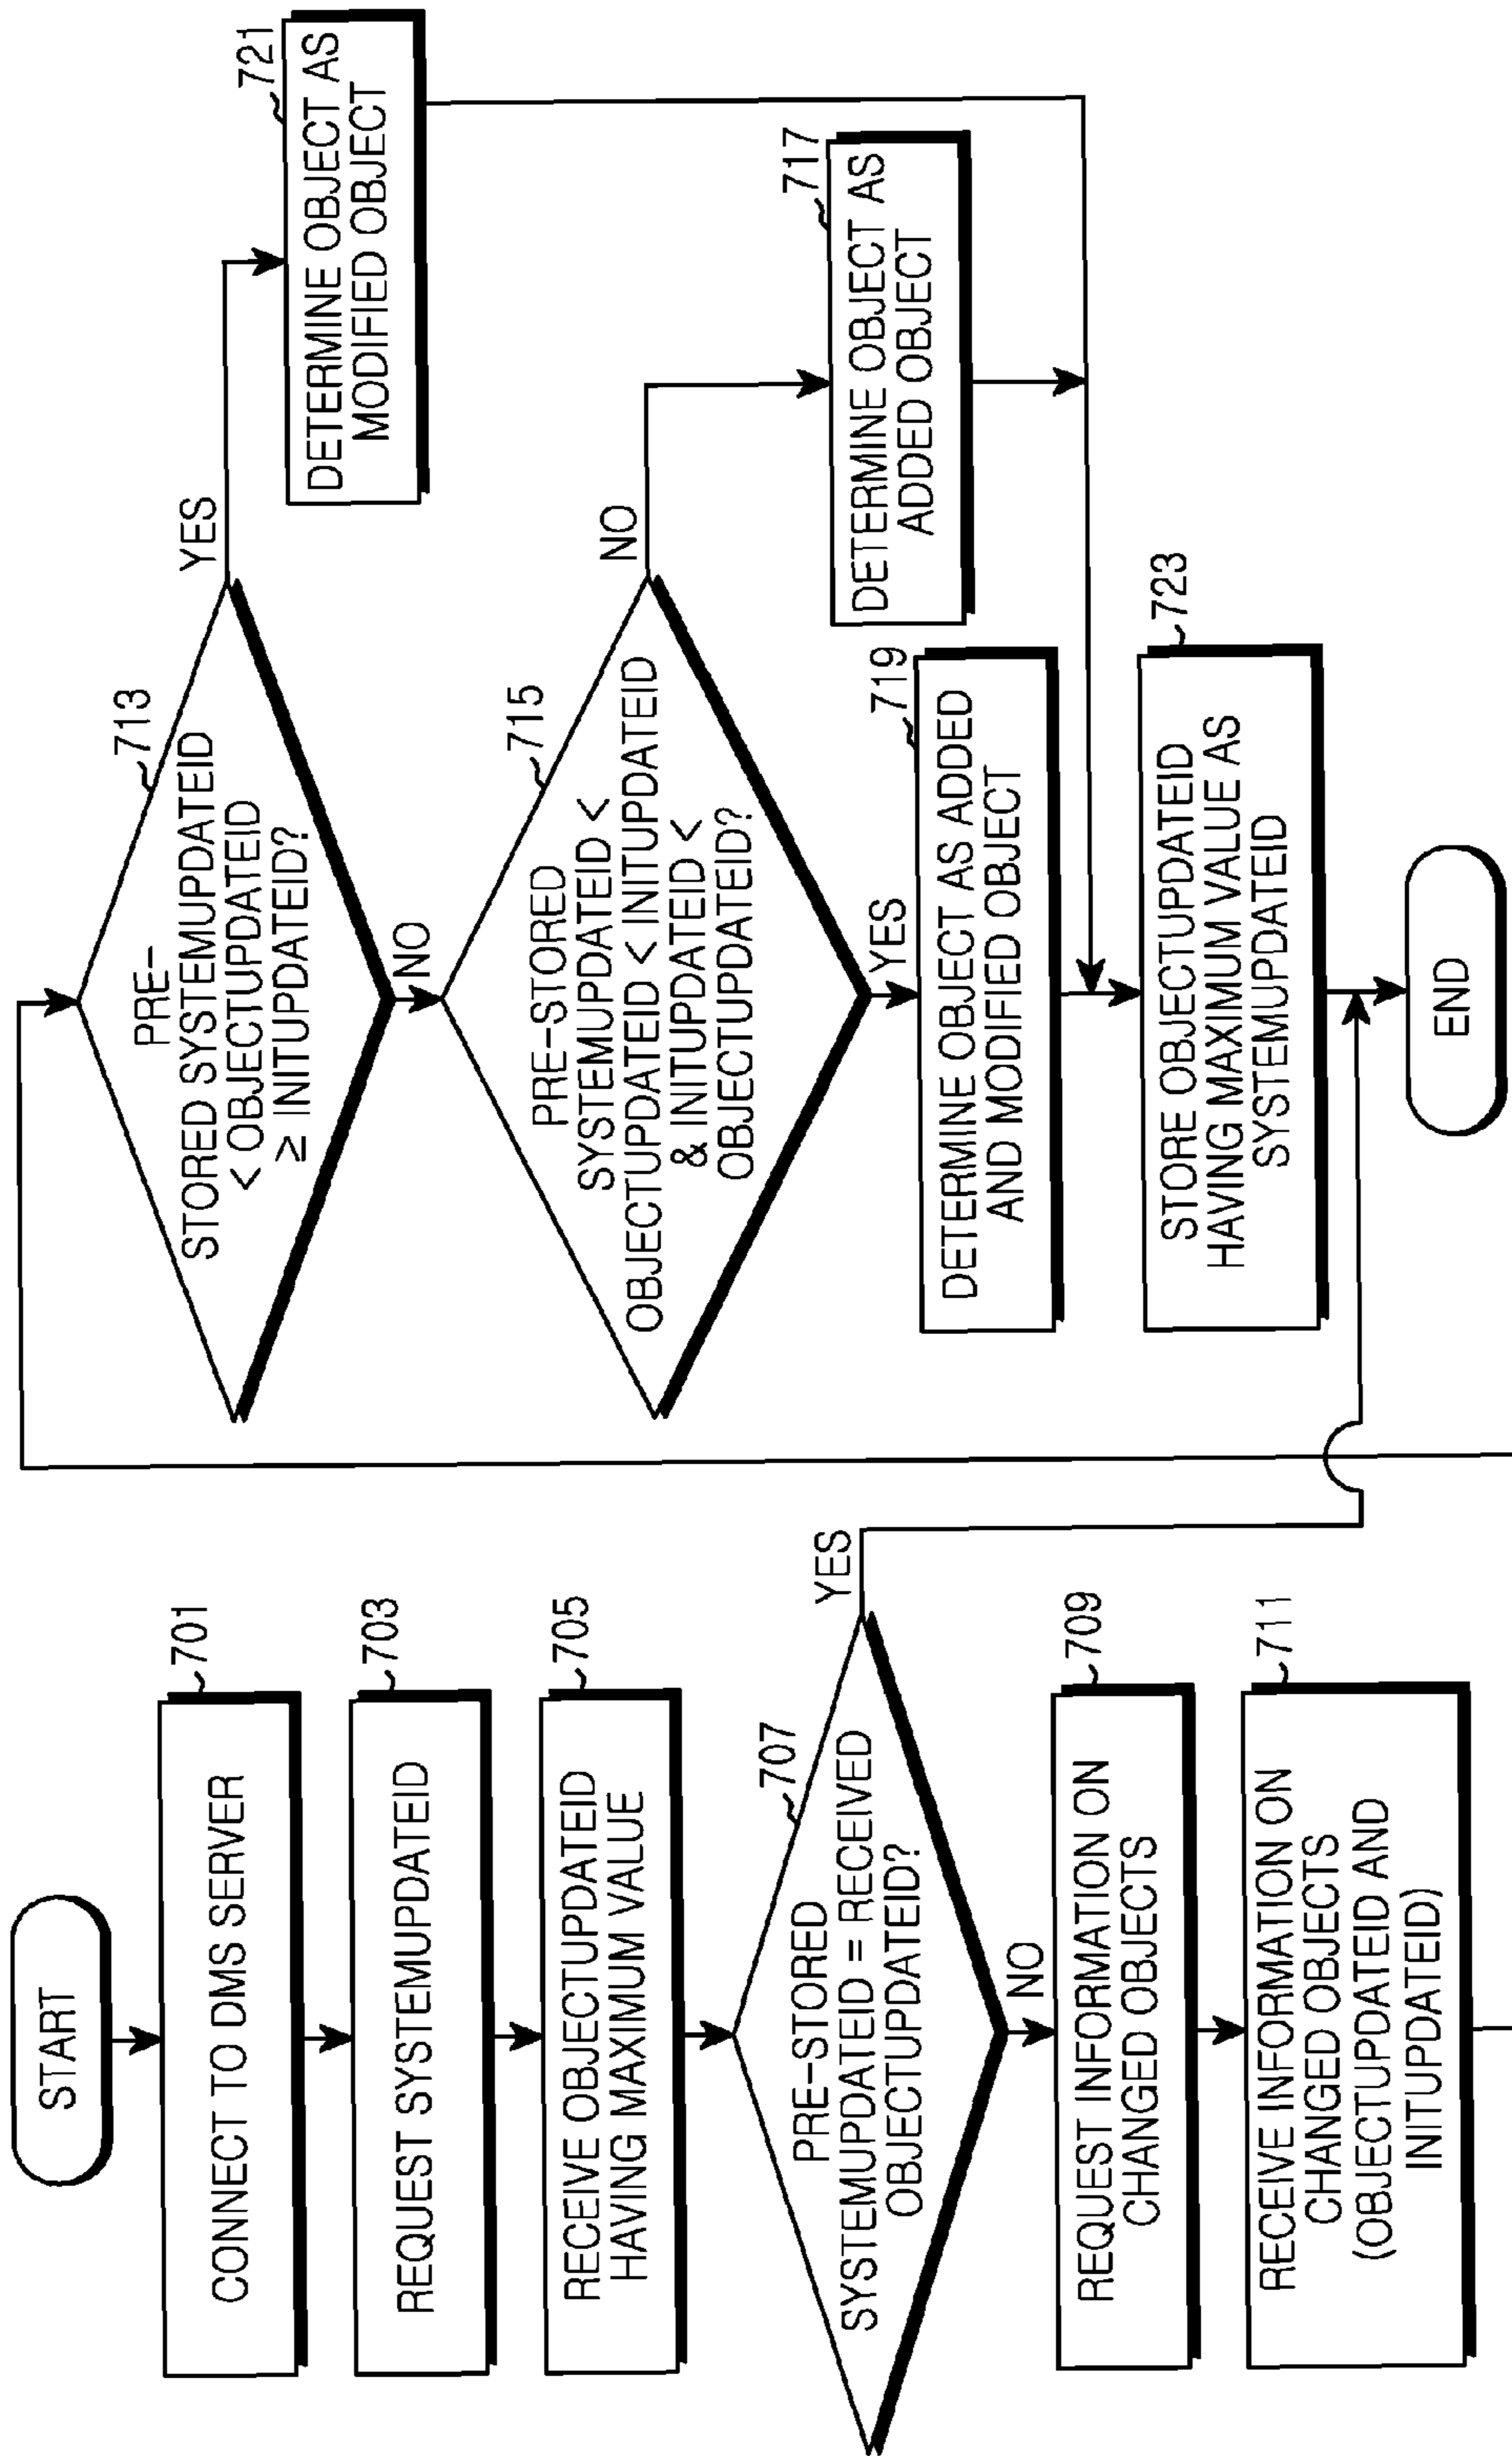 START
701
CONNECT TO DMS SERVER
703
REQUEST SYSTEMUPDATEID
705
RECEIVE OBJECTUPDATEID
HAVING MAXIMUM VALUE
707
PRE-STORED
SYSTEMUPDATEID = RECEIVED
OBJECTUPDATEID?
YES
NO
709
REQUEST INFORMATION ON
CHANGED OBJECTS
711
RECEIVE INFORMATION ON
CHANGED OBJECTS
(OBJECTUPDATEID AND
INITUPDATEID)
713
PRE-
STORED SYSTEMUPDATEID
< OBJECTUPDATEID
≥ INITUPDATEID?
YES
NO
721
DETERMINE OBJECT AS
MODIFIED OBJECT
715
PRE-STORED
SYSTEMUPDATEID <
OBJECTUPDATEID < INITUPDATEID
& INITUPDATEID <
OBJECTUPDATEID?
NO
YES
717
DETERMINE OBJECT AS
ADDED OBJECT
719
DETERMINE OBJECT AS ADDED
AND MODIFIED OBJECT
723
STORE OBJECTUPDATEID
HAVING MAXIMUM VALUE AS
SYSTEMUPDATEID
END